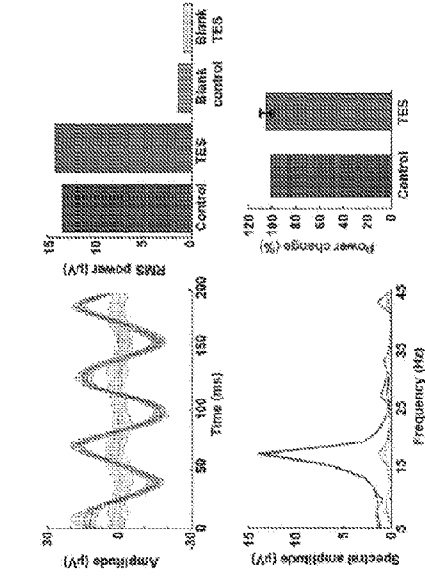 Amplitude (µV)
30
0
-30
0 50 100 150 200
Time (ms)
RMS power (µV)
15
10
5
0
Control TES Blank control Blank TES
Spectral amplitude (µV)
15
10
5
5 15 25 35 45
Frequency (Hz)
Power change (%)
120
100
80
60
40
20
0
Control TES